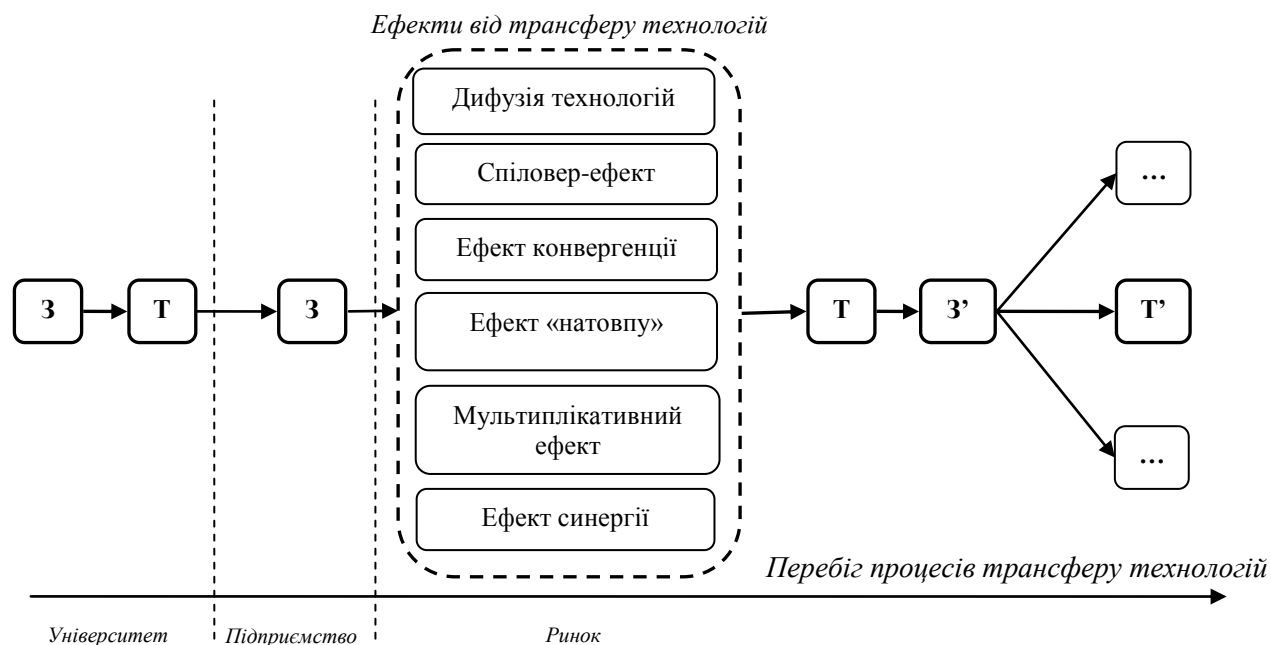 Ефекти від трансферу технологій
Дифузія технологій
Спіловер-ефект
Ефект конвергенції
Ефект «натовпу»
Мультиплікативний
ефект
Ефект синергії
З
Т
З
Т
З’
...
Т’
...
Перебіг процесів трансферу технологій
Університет
Підприємство
Ринок